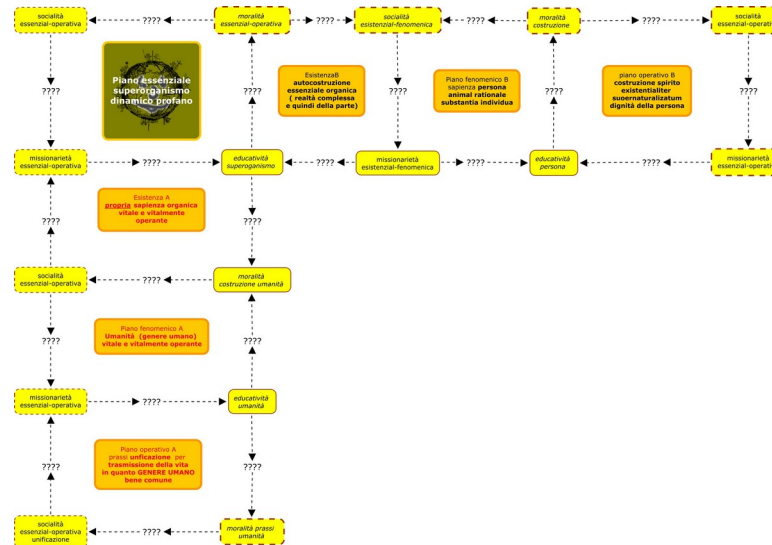 socialità
essenzial-operativa
????
moralità
essenzial-operativa
????
socialità
esistenzial-fenomenica
????
moralità
costruzione
????
socialità
essenzial-operativa
????
Piano essenziale
superorganismo
dinamico profano
????
EsistenzaB
autocostruzione
essenziale organica
( realtà complessa
e quindi della parte)
????
Piano fenomenico B
sapienza persona
animal rationale
substantia individua
????
piano operativo B
costruzione spirito
existentialiter
suoernaturalizatum
dignità della persona
????
missionarietà
essenzial-operativa
????
educatività
superoganismo
????
missionarietà
esistenzial-fenomenica
????
educatività
persona
????
missionarietà
essenzial-operativa
????
Esistenza A
propria sapienza organica
vitale e vitalmente
operante
????
socialità
essenzial-operativa
????
moralità
costruzione umanità
????
Piano fenomenico A
Umanità (genere umano)
vitale e vitalmente operante
????
missionarietà
essenzial-operativa
????
educatività
umanità
????
Piano operativo A
prassi unficazione per
trasmissione della vita
in quanto GENERE UMANO
bene comune
????
socialità
essenzial-operativa
unificazione
????
moralità prassi
umanità